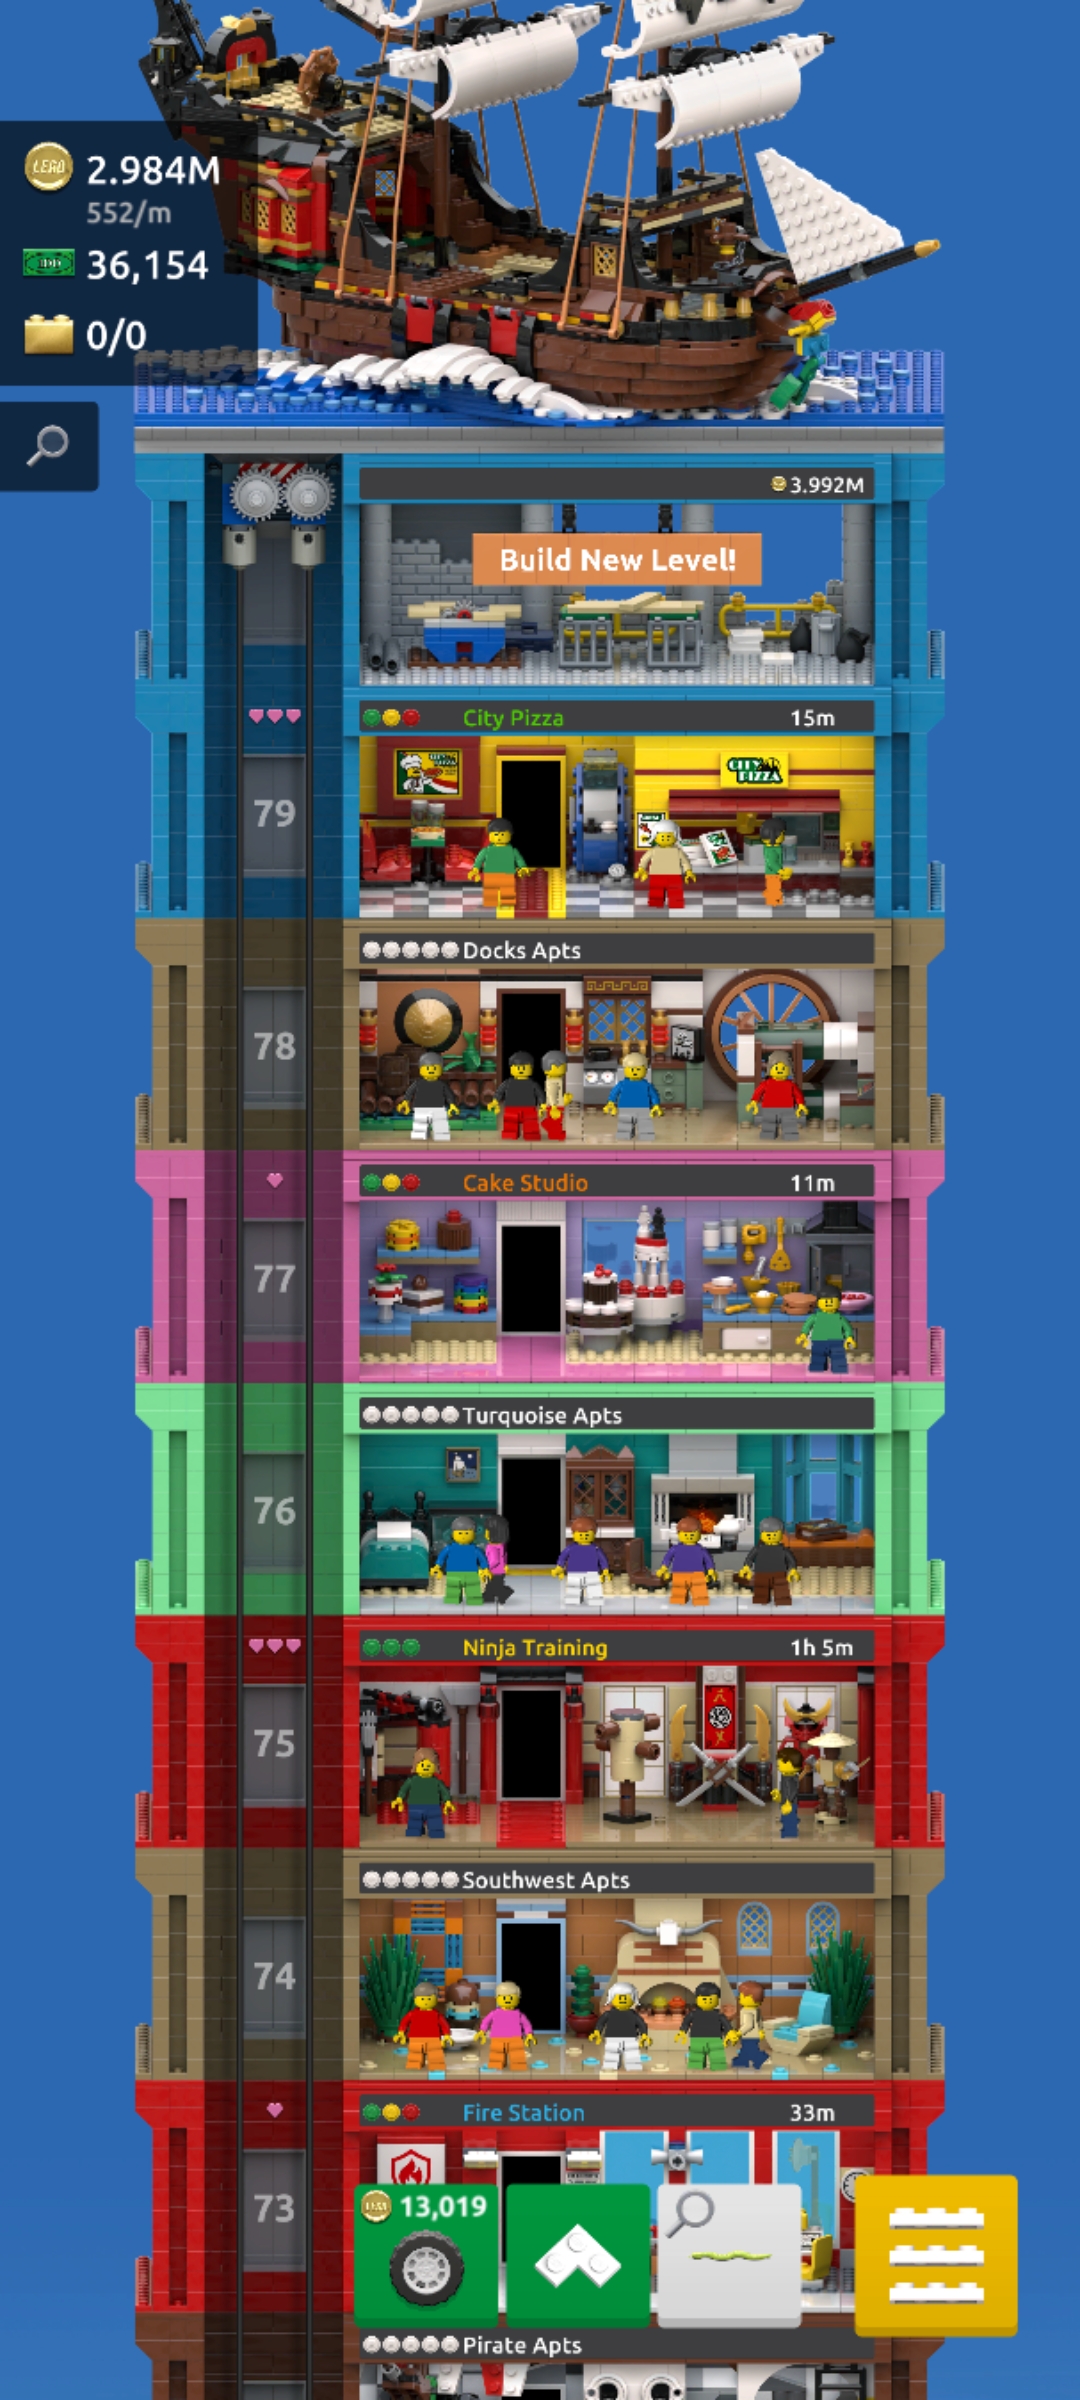 2.984M
552/m
36,154
0/0
3.992M
Build New Level!
City Pizza 15m
CITY PIZZA
79
Docks Apts
78
Cake Studio 11m
77
Turquoise Apts
76
Ninja Training 1h 5m
75
Southwest Apts
74
Fire Station 33m
73
13,019
Pirate Apts